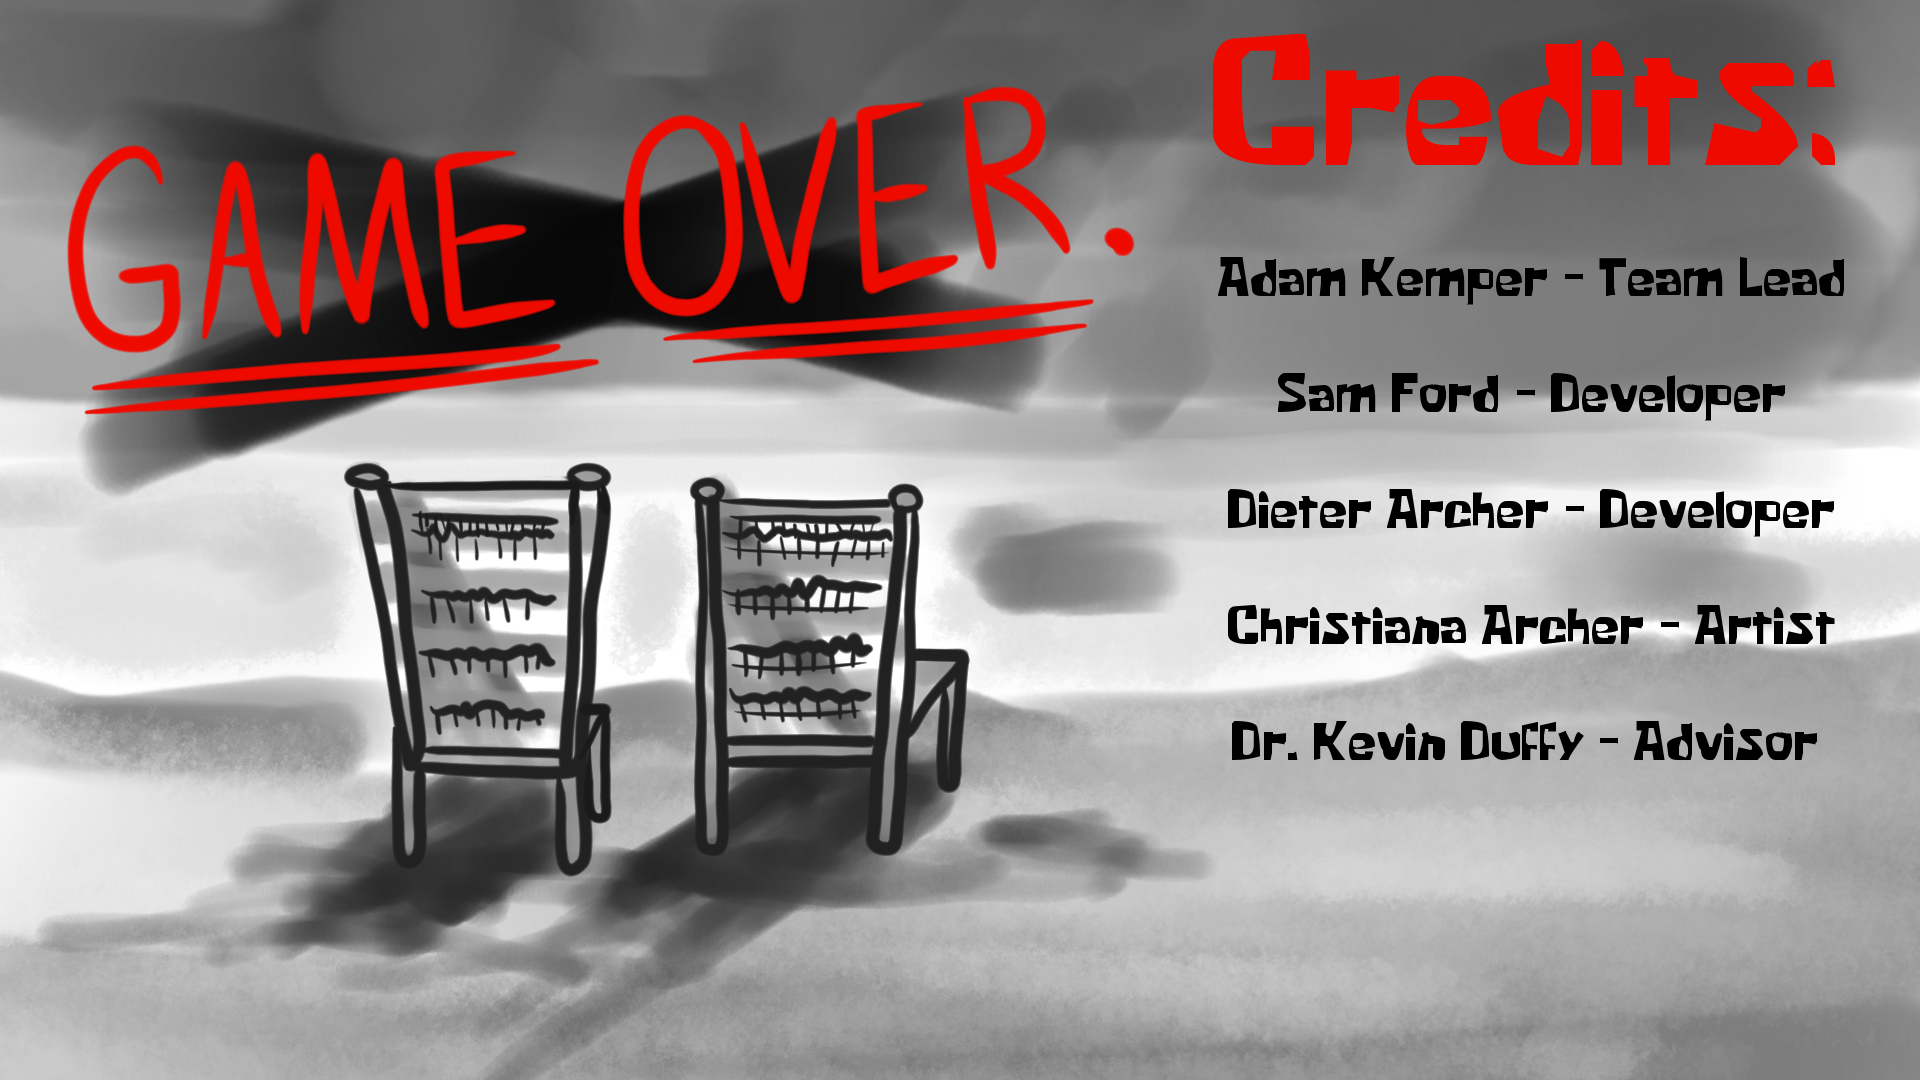 GAME OVER.
Credits:
Adam Kemper - Team Lead
Sam Ford - Developer
Dieter Archer - Developer
Christiana Archer - Artist
Dr. Kevin Duffy - Advisor